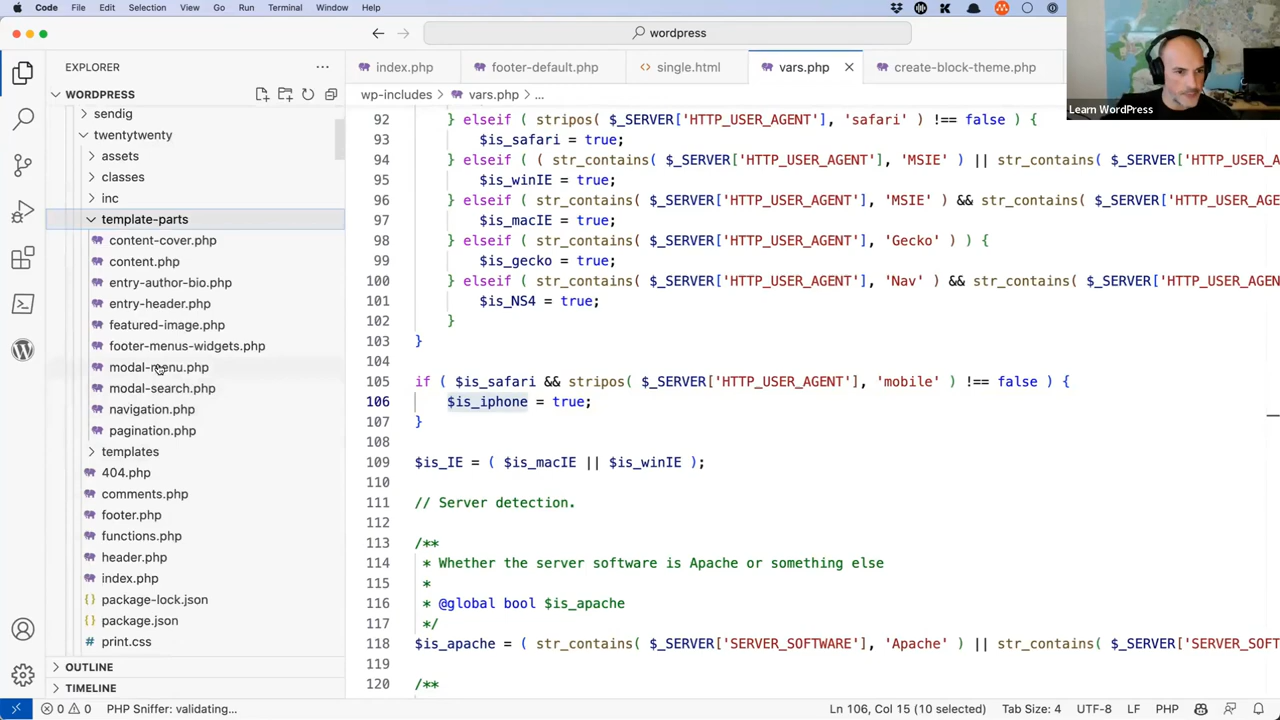 Code File Edit Selection View Go Run Terminal Window Help
wordpress
Learn WordPress
EXPLORER
WORDPRESS
sendig
twentytwenty
assets
classes
inc
template-parts
content-cover.php
content.php
entry-author-bio.php
entry-header.php
featured-image.php
footer-menus-widgets.php
modal-menu.php
modal-search.php
navigation.php
pagination.php
templates
404.php
comments.php
footer.php
functions.php
header.php
index.php
package-lock.json
package.json
print.css
OUTLINE
TIMELINE
index.php footer-default.php single.html vars.php create-block-theme.php
wp-includes > vars.php > ...
92 } elseif ( stripos( $_SERVER['HTTP_USER_AGENT'], 'safari' ) !== false ) {
93 $is_safari = true;
94 } elseif ( ( str_contains( $_SERVER['HTTP_USER_AGENT'], 'MSIE' ) || str_contains( $_SERVER['HTTP_USE
95 $is_winIE = true;
96 } elseif ( str_contains( $_SERVER['HTTP_USER_AGENT'], 'MSIE' ) && str_contains( $_SERVER['HTTP_USER_
97 $is_macIE = true;
98 } elseif ( str_contains( $_SERVER['HTTP_USER_AGENT'], 'Gecko' ) ) {
99 $is_gecko = true;
100 } elseif ( str_contains( $_SERVER['HTTP_USER_AGENT'], 'Nav' ) && str_contains( $_SERVER['HTTP_USER_AGEN
101 $is_NS4 = true;
102 }
103 }
104
105 if ( $is_safari && stripos( $_SERVER['HTTP_USER_AGENT'], 'mobile' ) !== false ) {
106 $is_iphone = true;
107 }
108
109 $is_IE = ( $is_macIE || $is_winIE );
110
111 // Server detection.
112
113 /**
114 * Whether the server software is Apache or something else
115 *
116 * @global bool $is_apache
117 */
118 $is_apache = ( str_contains( $_SERVER['SERVER_SOFTWARE'], 'Apache' ) || str_contains( $_SERVER['SERVER_SOFT
119
120 /**
0 0 PHP Sniffer: validating... Ln 106, Col 15 (10 selected) Tab Size: 4 UTF-8 LF PHP